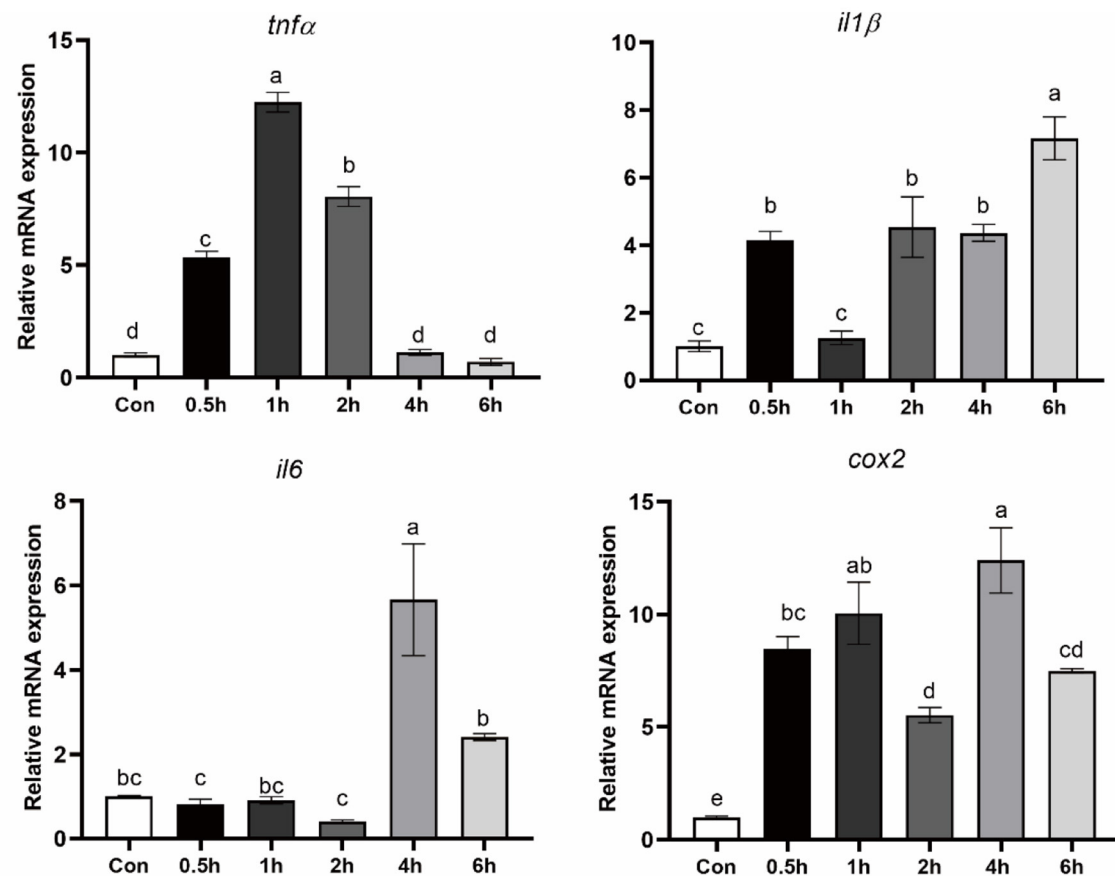 tnfα
Relative mRNA expression
15
10
5
0
d
c
a
b
d
d
Con 0.5h 1h 2h 4h 6h
il1β
Relative mRNA expression
10
8
6
4
2
0
c
b
c
b
b
a
Con 0.5h 1h 2h 4h 6h
il6
Relative mRNA expression
8
6
4
2
0
bc
c
bc
c
a
b
Con 0.5h 1h 2h 4h 6h
cox2
Relative mRNA expression
15
10
5
0
e
bc
ab
d
a
cd
Con 0.5h 1h 2h 4h 6h